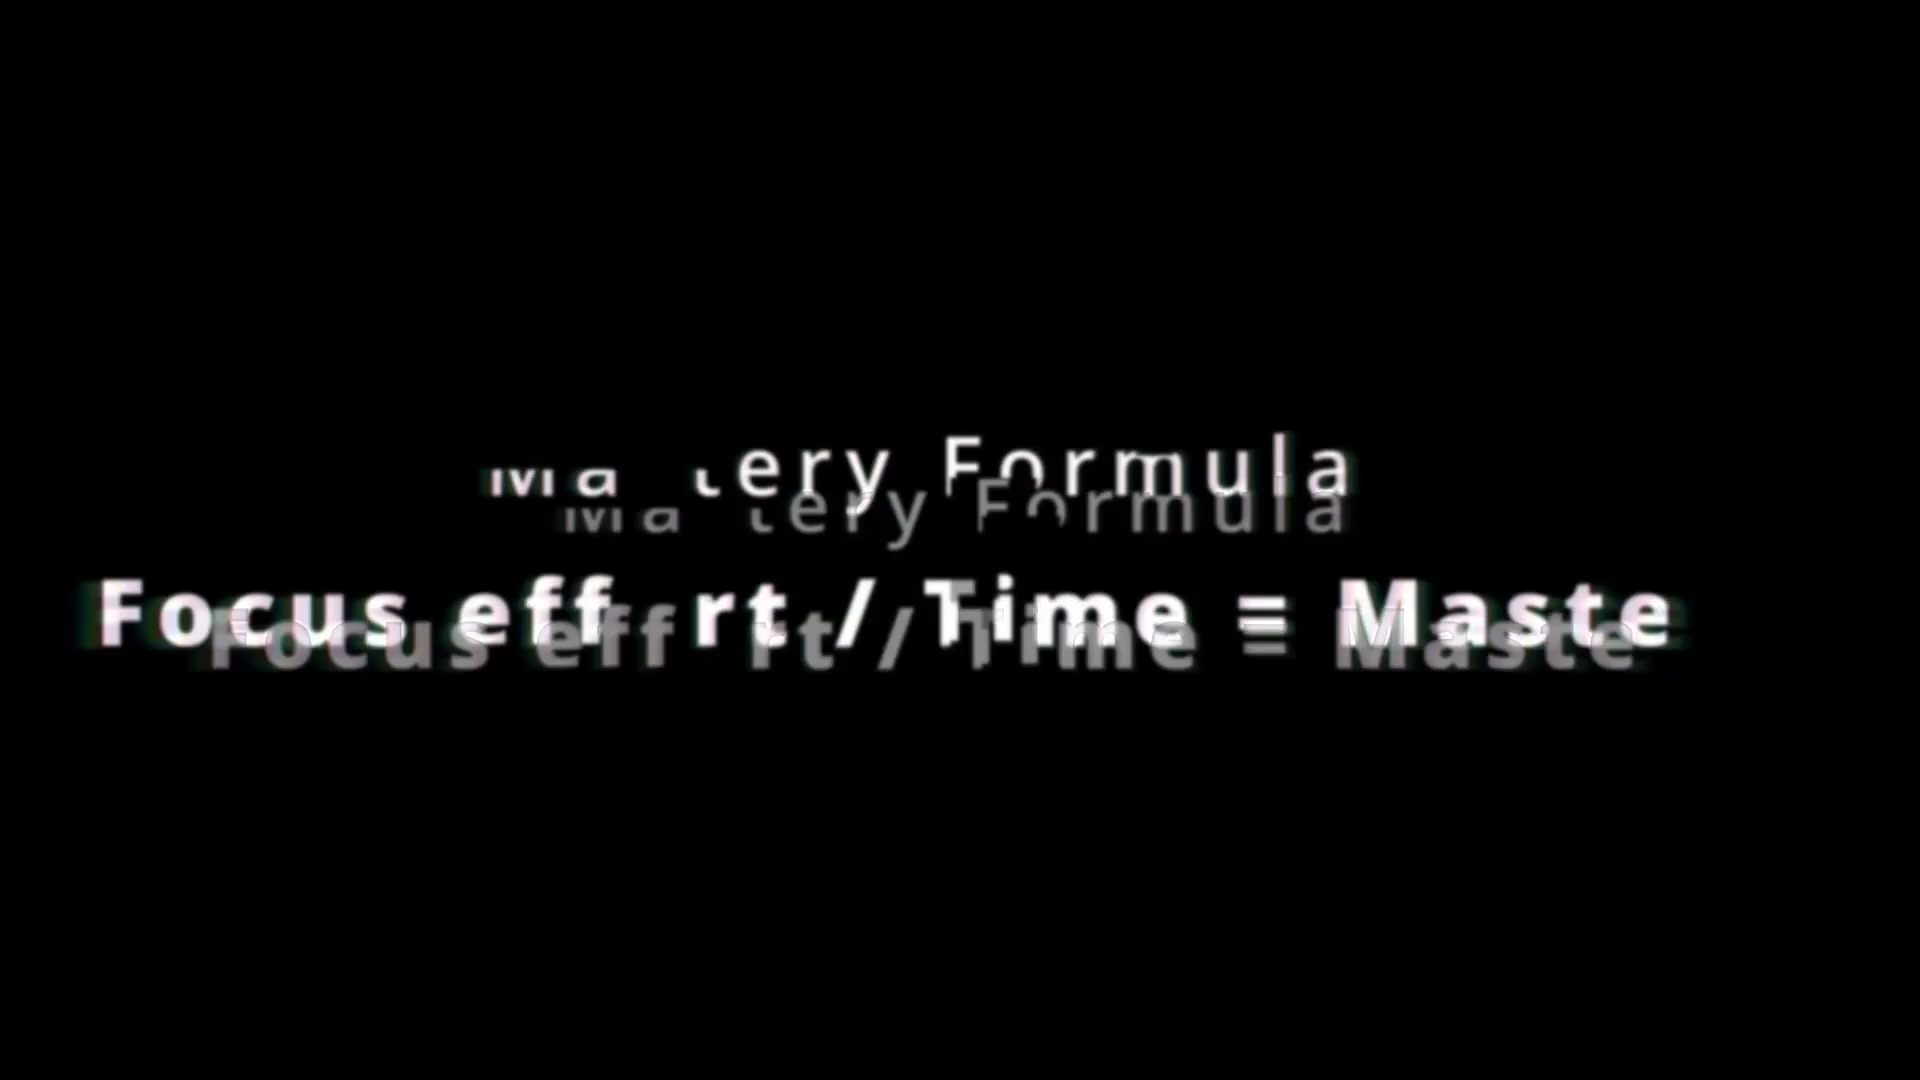 Ma tery Formula
Focus eff rt / Time = Maste